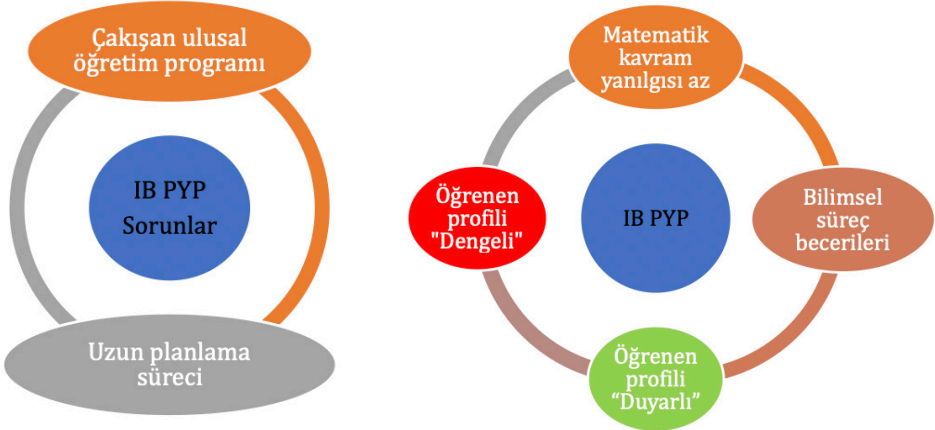 Çakışan ulusal
öğretim programı
IB PYP
Sorunlar
Uzun planlama
süreci
Matematik
kavram
yanılgısı az
Öğrenen
profili
"Dengeli"
IB PYP
Bilimsel
süreç
becerileri
Öğrenen
profili
“Duyarlı”